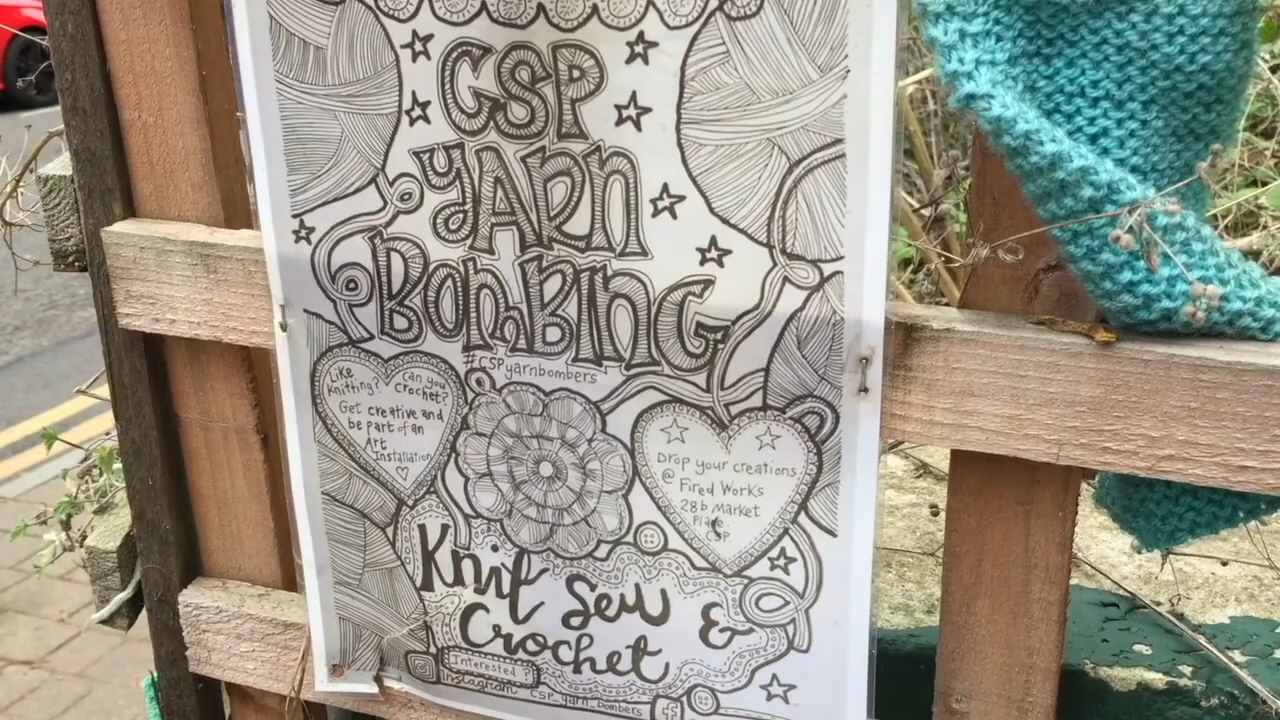 CSP
YARN
BOMBING
#CSPyarnbombers
Like
Knitting? Can you
crochet?
Get creative and
be part of an
Art
Installation
Drop your creations
@ Fired Works
28b Market
Place
CSP
Knit Sew &
Crochet
Interested?
Instagram CSP_yarn_bombers
f